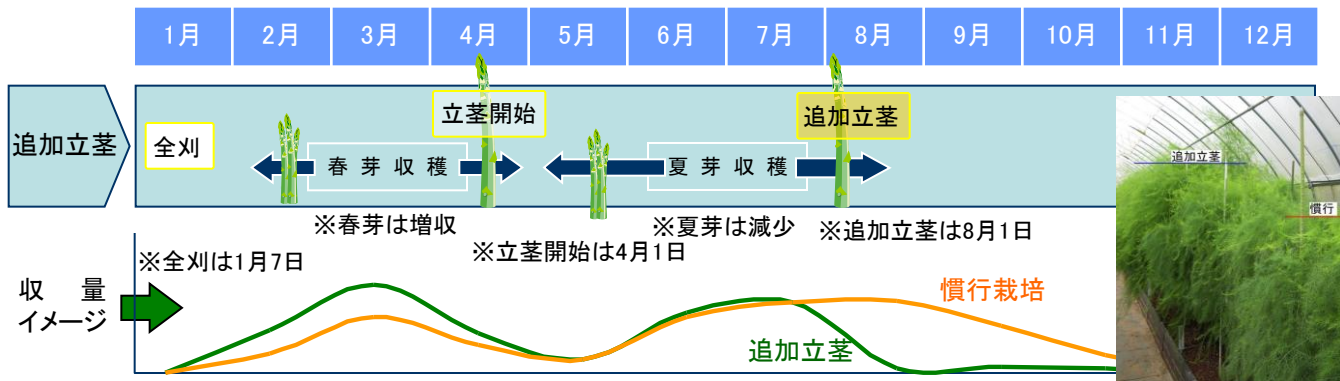 1月 2月 3月 4月 5月 6月 7月 8月 9月 10月 11月 12月
追加立茎
全刈
立茎開始
追加立茎
春芽収穫
夏芽収穫
※春芽は増収
※夏芽は減少
※追加立茎は8月1日
※全刈は1月7日
※立茎開始は4月1日
収量
イメージ
慣行栽培
追加立茎
追加立茎
慣行